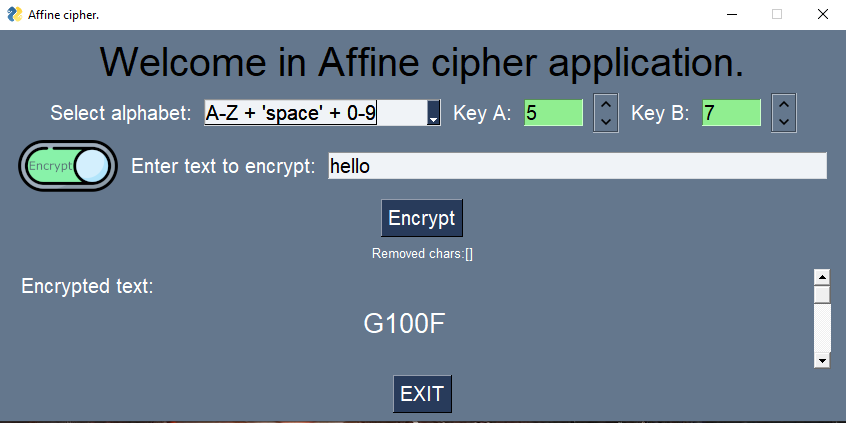 Affine cipher.
Welcome in Affine cipher application.
Select alphabet: A-Z + 'space' + 0-9 Key A: 5 Key B: 7
Encrypt Enter text to encrypt: hello
Encrypt
Removed chars:[]
Encrypted text:
G100F
EXIT